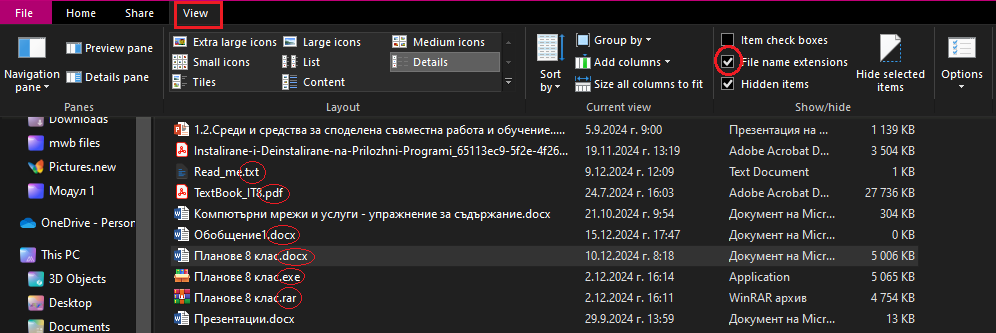 File Home Share View
Preview pane
Navigation pane
Details pane
Panes
Extra large icons Large icons Medium icons
Small icons List Details
Tiles Content
Layout
Sort by
Group by
Add columns
Size all columns to fit
Current view
Item check boxes
File name extensions
Hidden items
Hide selected items
Show/hide
Options
Downloads
mwb files
Pictures.new
Модул 1
OneDrive - Person
This PC
3D Objects
Desktop
Documents
1.2.Среди и средства за споделена съвместна работа и обучение..... 5.9.2024 г. 9:00 Презентация на ... 1 139 KB
Instalirane-i-Deinstalirane-na-Prilozhni-Programi_65113ec9-5f2e-4f26... 19.11.2024 г. 13:19 Adobe Acrobat D... 3 504 KB
Read_me.txt 9.12.2024 г. 12:09 Text Document 1 KB
TextBook_IT8.pdf 24.7.2024 г. 16:03 Adobe Acrobat D... 27 736 KB
Компютърни мрежи и услуги - упражнение за съдържание.docx 21.10.2024 г. 9:54 Документ на Micr... 304 KB
Обобщение1.docx 15.12.2024 г. 17:47 Документ на Micr... 0 KB
Планове 8 клас.docx 10.12.2024 г. 8:18 Документ на Micr... 5 006 KB
Планове 8 клас.exe 2.12.2024 г. 16:14 Application 5 065 KB
Планове 8 клас.rar 2.12.2024 г. 16:11 WinRAR архив 4 754 KB
Презентации.docx 29.9.2024 г. 13:59 Документ на Micr... 13 KB